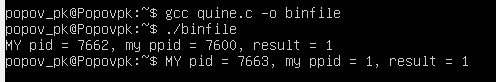 popov_pk@Popovpk:~$ gcc quine.c -o binfile
popov_pk@Popovpk:~$ ./binfile
MY pid = 7662, my ppid = 7600, result = 1
popov_pk@Popovpk:~$ MY pid = 7663, my ppid = 1, result = 1